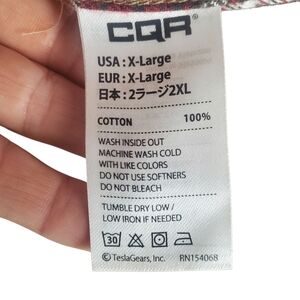 CQR
USA : X-Large
EUR : X-Large
日本 : 2ラージ2XL
COTTON 100%
WASH INSIDE OUT
MACHINE WASH COLD
WITH LIKE COLORS
DO NOT USE SOFTNERS
DO NOT BLEACH
TUMBLE DRY LOW /
LOW IRON IF NEEDED
30
© TeslaGears, Inc. RN154068